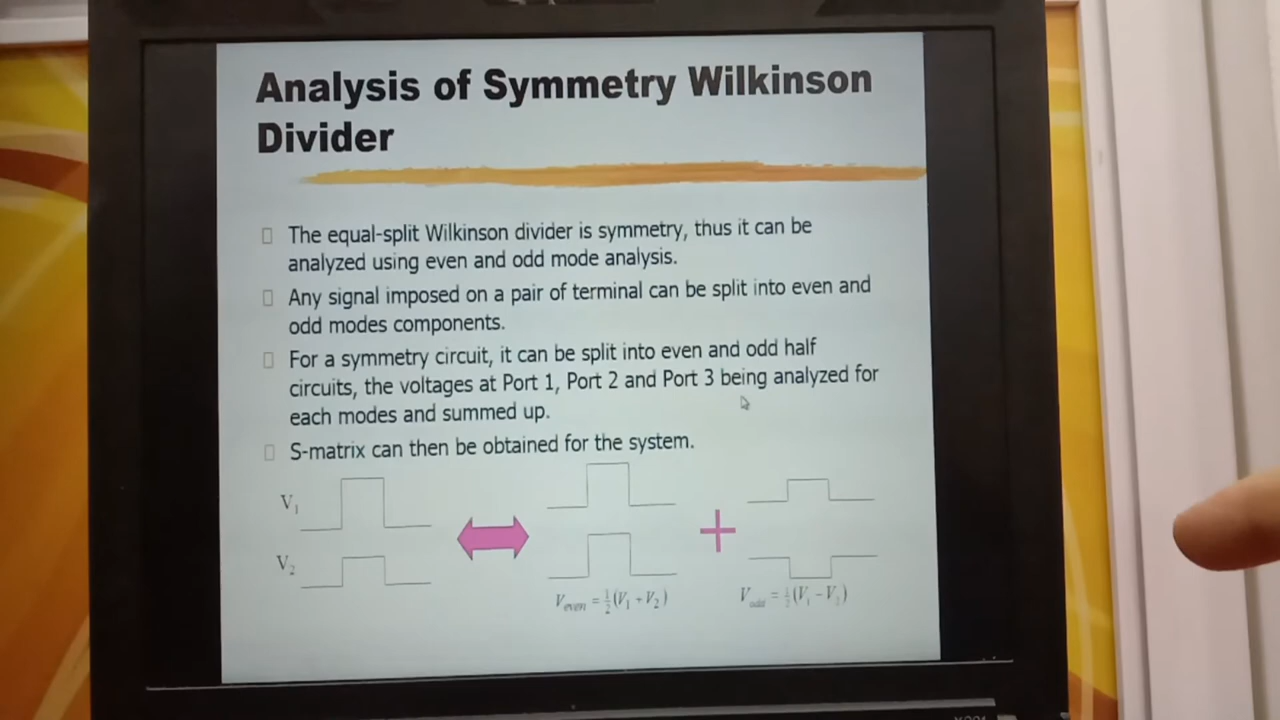 Analysis of Symmetry Wilkinson
Divider
The equal-split Wilkinson divider is symmetry, thus it can be
analyzed using even and odd mode analysis.
Any signal imposed on a pair of terminal can be split into even and
odd modes components.
For a symmetry circuit, it can be split into even and odd half
circuits, the voltages at Port 1, Port 2 and Port 3 being analyzed for
each modes and summed up.
S-matrix can then be obtained for the system.
V₁
V₂
+
V_even = ½(V₁ + V₂)
V_odd = ½(V₁ − V₂)